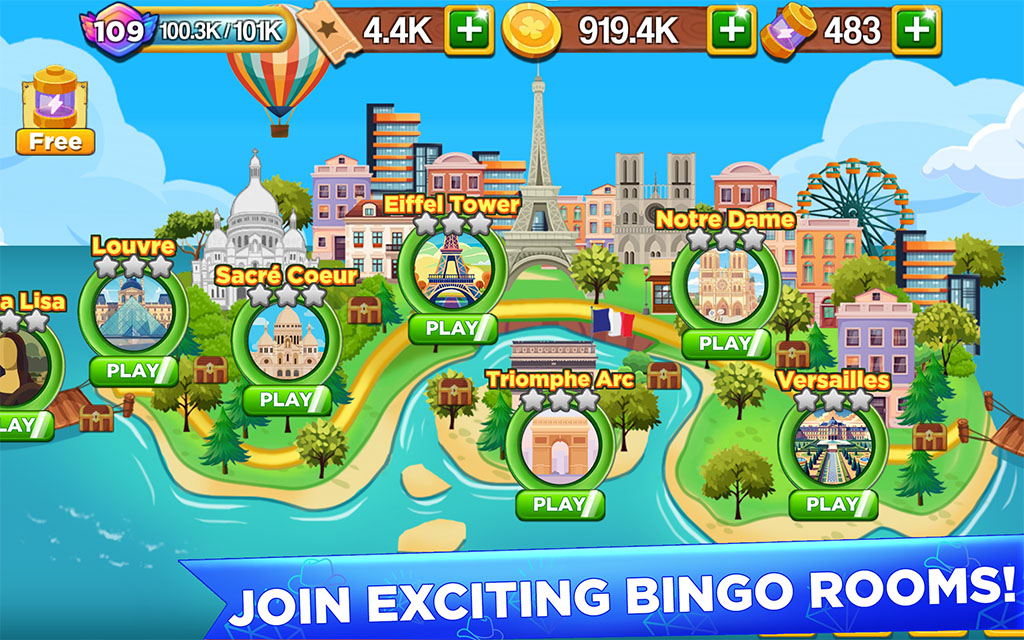 109
100.3K/101K
4.4K
919.4K
483
Free
Eiffel Tower
Notre Dame
Louvre
Sacré Coeur
a Lisa
PLAY
PLAY
PLAY
PLAY
Triomphe Arc
Versailles
LAY
PLAY
PLAY
JOIN EXCITING BINGO ROOMS!